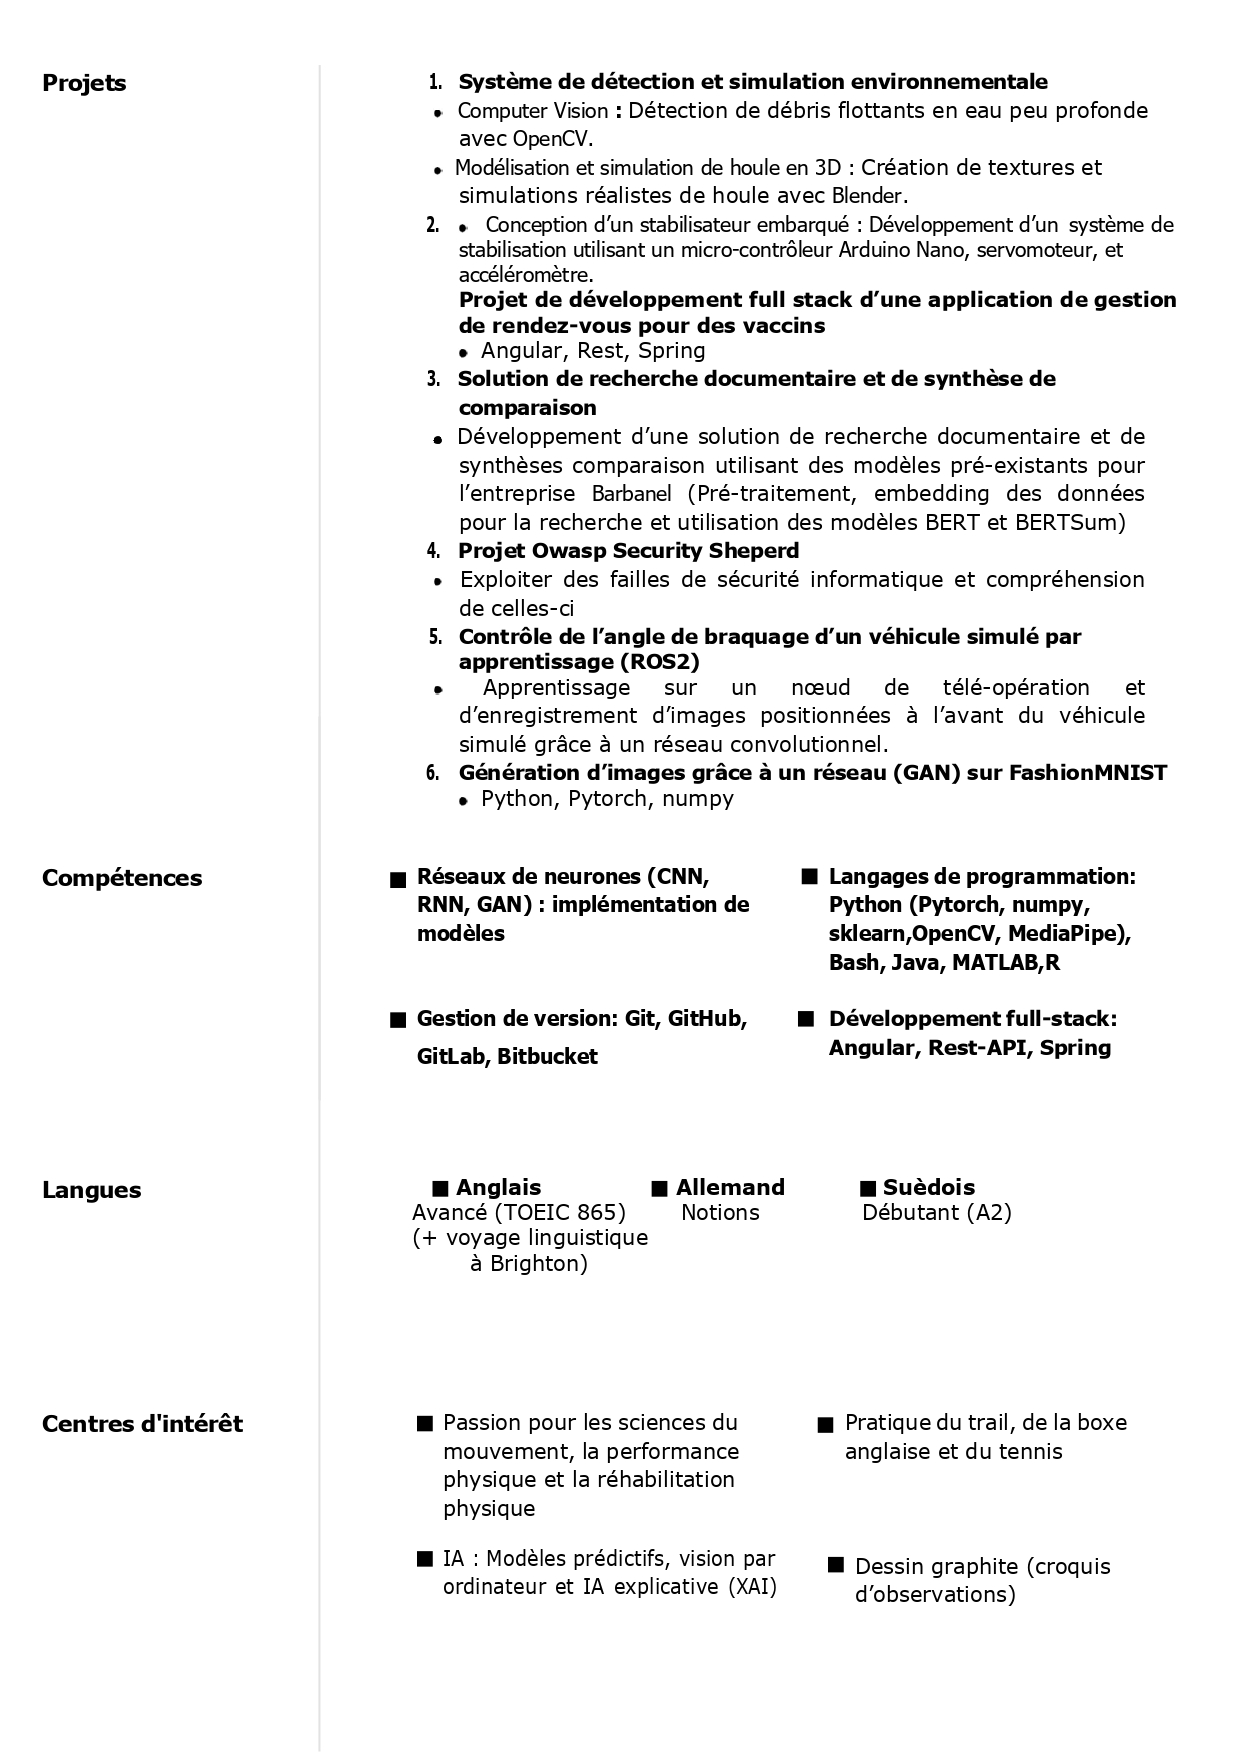 Projets
1. Système de détection et simulation environnementale
• Computer Vision : Détection de débris flottants en eau peu profonde
avec OpenCV.
• Modélisation et simulation de houle en 3D : Création de textures et
simulations réalistes de houle avec Blender.
2. • Conception d’un stabilisateur embarqué : Développement d’un système de
stabilisation utilisant un micro-contrôleur Arduino Nano, servomoteur, et
accéléromètre.
Projet de développement full stack d’une application de gestion
de rendez-vous pour des vaccins
• Angular, Rest, Spring
3. Solution de recherche documentaire et de synthèse de
comparaison
• Développement d’une solution de recherche documentaire et de
synthèses comparaison utilisant des modèles pré-existants pour
l’entreprise Barbanel (Pré-traitement, embedding des données
pour la recherche et utilisation des modèles BERT et BERTSum)
4. Projet Owasp Security Sheperd
• Exploiter des failles de sécurité informatique et compréhension
de celles-ci
5. Contrôle de l’angle de braquage d’un véhicule simulé par
apprentissage (ROS2)
• Apprentissage sur un nœud de télé-opération et
d’enregistrement d’images positionnées à l’avant du véhicule
simulé grâce à un réseau convolutionnel.
6. Génération d’images grâce à un réseau (GAN) sur FashionMNIST
• Python, Pytorch, numpy
Compétences
■ Réseaux de neurones (CNN,
RNN, GAN) : implémentation de
modèles
■ Langages de programmation:
Python (Pytorch, numpy,
sklearn,OpenCV, MediaPipe),
Bash, Java, MATLAB,R
■ Gestion de version: Git, GitHub,
GitLab, Bitbucket
■ Développement full-stack:
Angular, Rest-API, Spring
Langues
■ Anglais
Avancé (TOEIC 865)
(+ voyage linguistique
à Brighton)
■ Allemand
Notions
■ Suèdois
Débutant (A2)
Centres d'intérêt
■ Passion pour les sciences du
mouvement, la performance
physique et la réhabilitation
physique
■ Pratique du trail, de la boxe
anglaise et du tennis
■ IA : Modèles prédictifs, vision par
ordinateur et IA explicative (XAI)
■ Dessin graphite (croquis
d’observations)